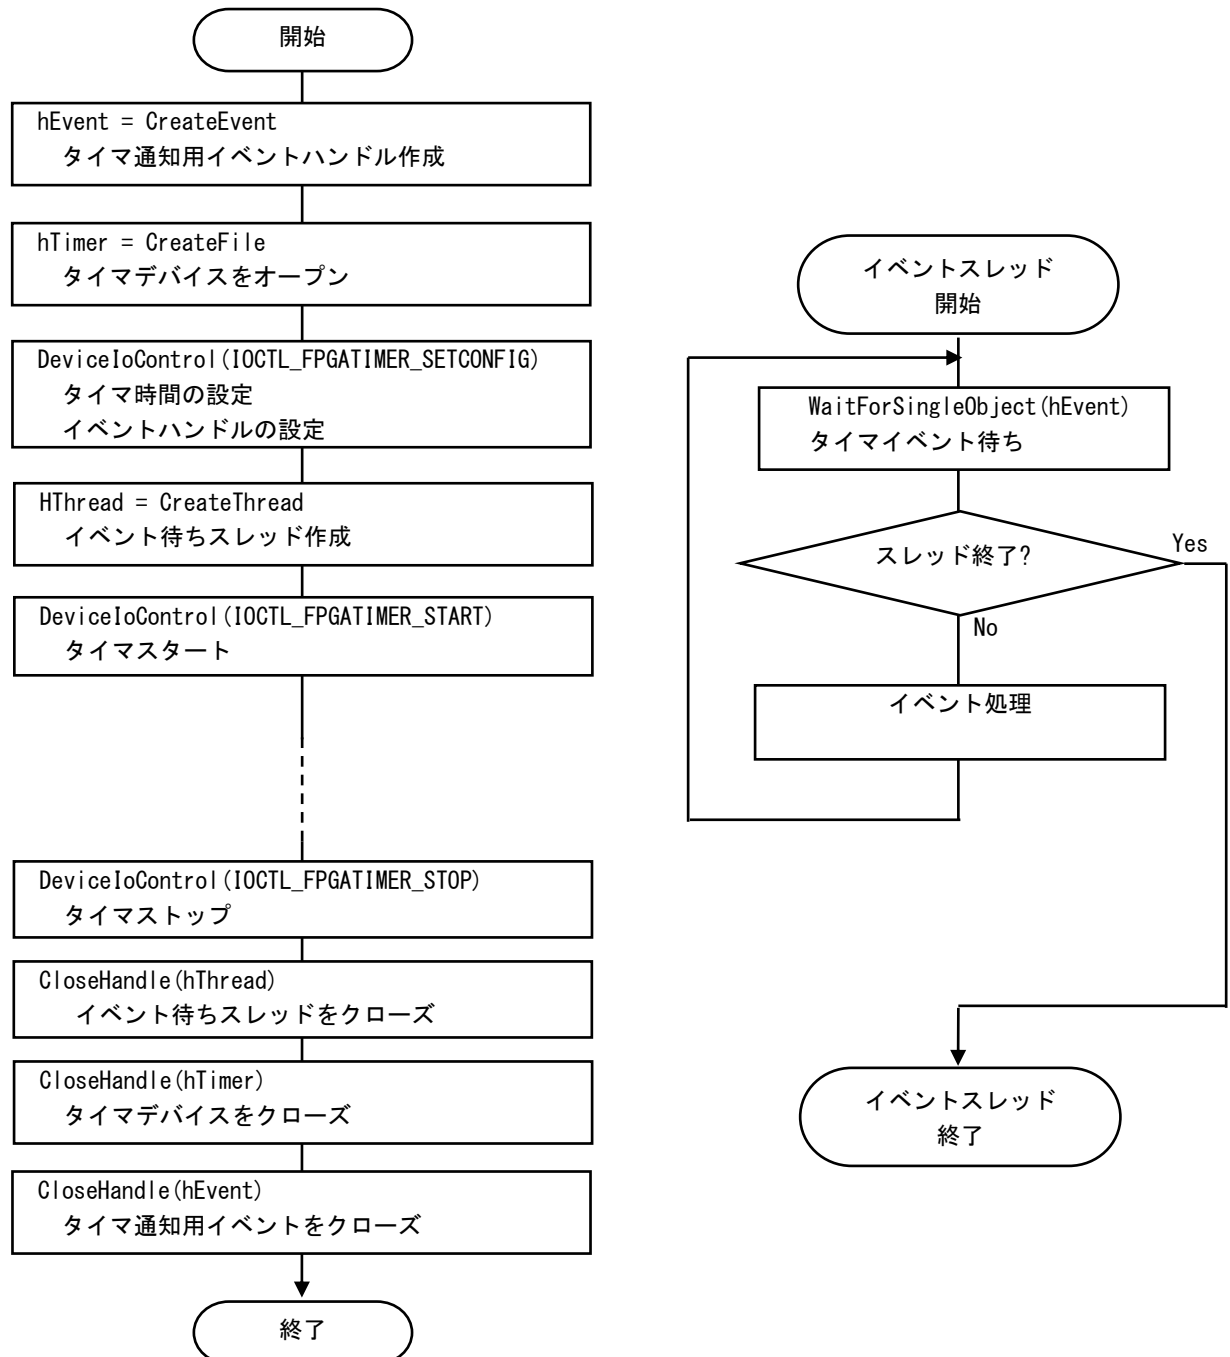 開始
hEvent = CreateEvent
タイマ通知用イベントハンドル作成
hTimer = CreateFile
タイマデバイスをオープン
DeviceIoControl(IOCTL_FPGATIMER_SETCONFIG)
タイマ時間の設定
イベントハンドルの設定
HThread = CreateThread
イベント待ちスレッド作成
DeviceIoControl(IOCTL_FPGATIMER_START)
タイマスタート
DeviceIoControl(IOCTL_FPGATIMER_STOP)
タイマストップ
CloseHandle(hThread)
イベント待ちスレッドをクローズ
CloseHandle(hTimer)
タイマデバイスをクローズ
CloseHandle(hEvent)
タイマ通知用イベントをクローズ
終了
イベントスレッド
開始
WaitForSingleObject(hEvent)
タイマイベント待ち
スレッド終了?
Yes
No
イベント処理
イベントスレッド
終了